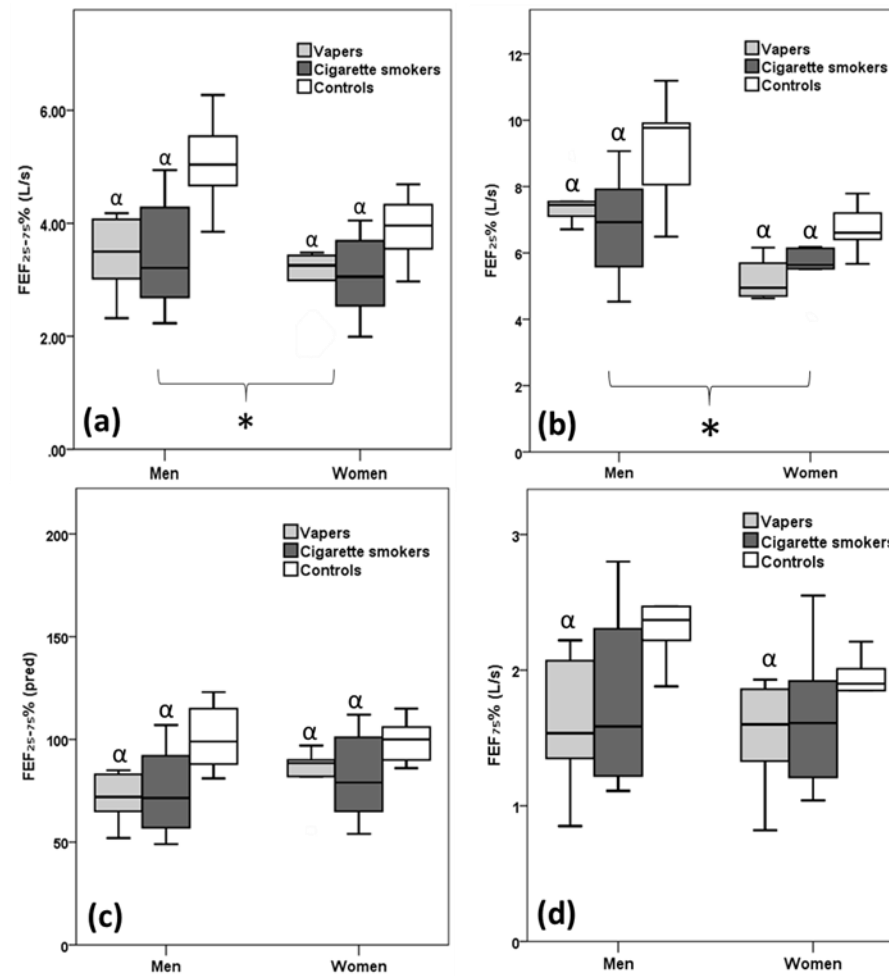 Vapers
Cigarette smokers
Controls
6.00
4.00
2.00
.00
FEF₂₅₋₇₅% (L/s)
α
α
α
α
*
(a)
Men
Women
Vapers
Cigarette smokers
Controls
12
10
8
6
4
2
0
FEF₂₅% (L/s)
α
α
α
α
*
(b)
Men
Women
Vapers
Cigarette smokers
Controls
200
150
100
50
0
FEF₂₅₋₇₅% (pred)
α
α
α
α
(c)
Men
Women
Vapers
Cigarette smokers
Controls
3
2
1
0
FEF₇₅% (L/s)
α
α
(d)
Men
Women